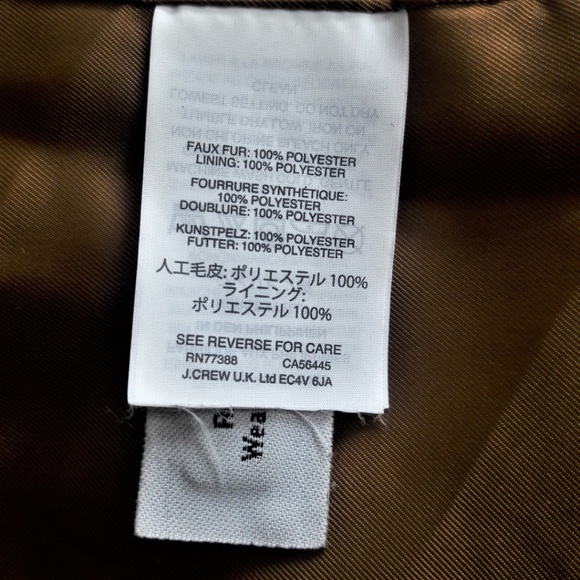 FAUX FUR: 100% POLYESTER
LINING: 100% POLYESTER
FOURRURE SYNTHÉTIQUE:
100% POLYESTER
DOUBLURE: 100% POLYESTER
KUNSTPELZ: 100% POLYESTER
FUTTER: 100% POLYESTER
人工毛皮: ポリエステル 100%
ライニング:
ポリエステル 100%
SEE REVERSE FOR CARE
RN77388 CA56445
J.CREW U.K. Ltd EC4V 6JA